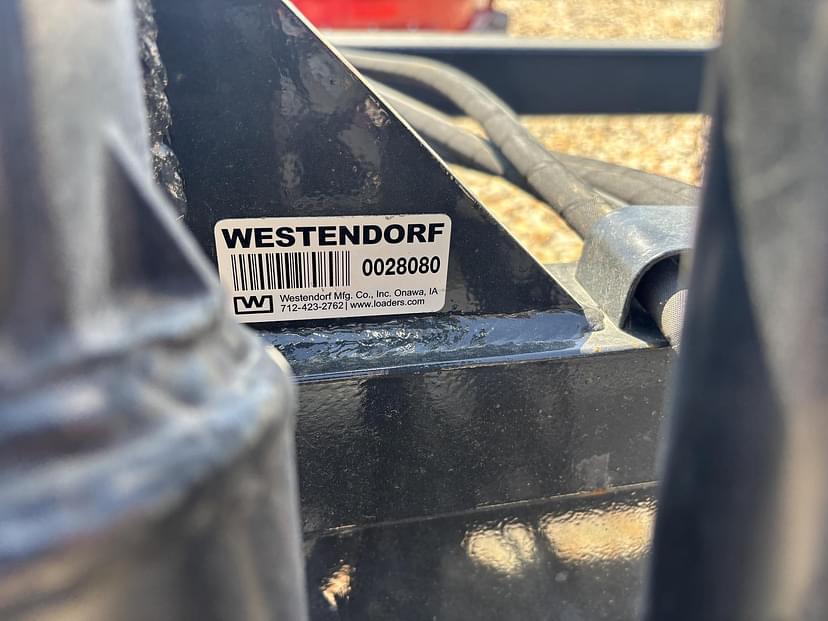 WESTENDORF
0028080
W
Westendorf Mfg. Co., Inc. Onawa, IA
712-423-2762 | www.loaders.com